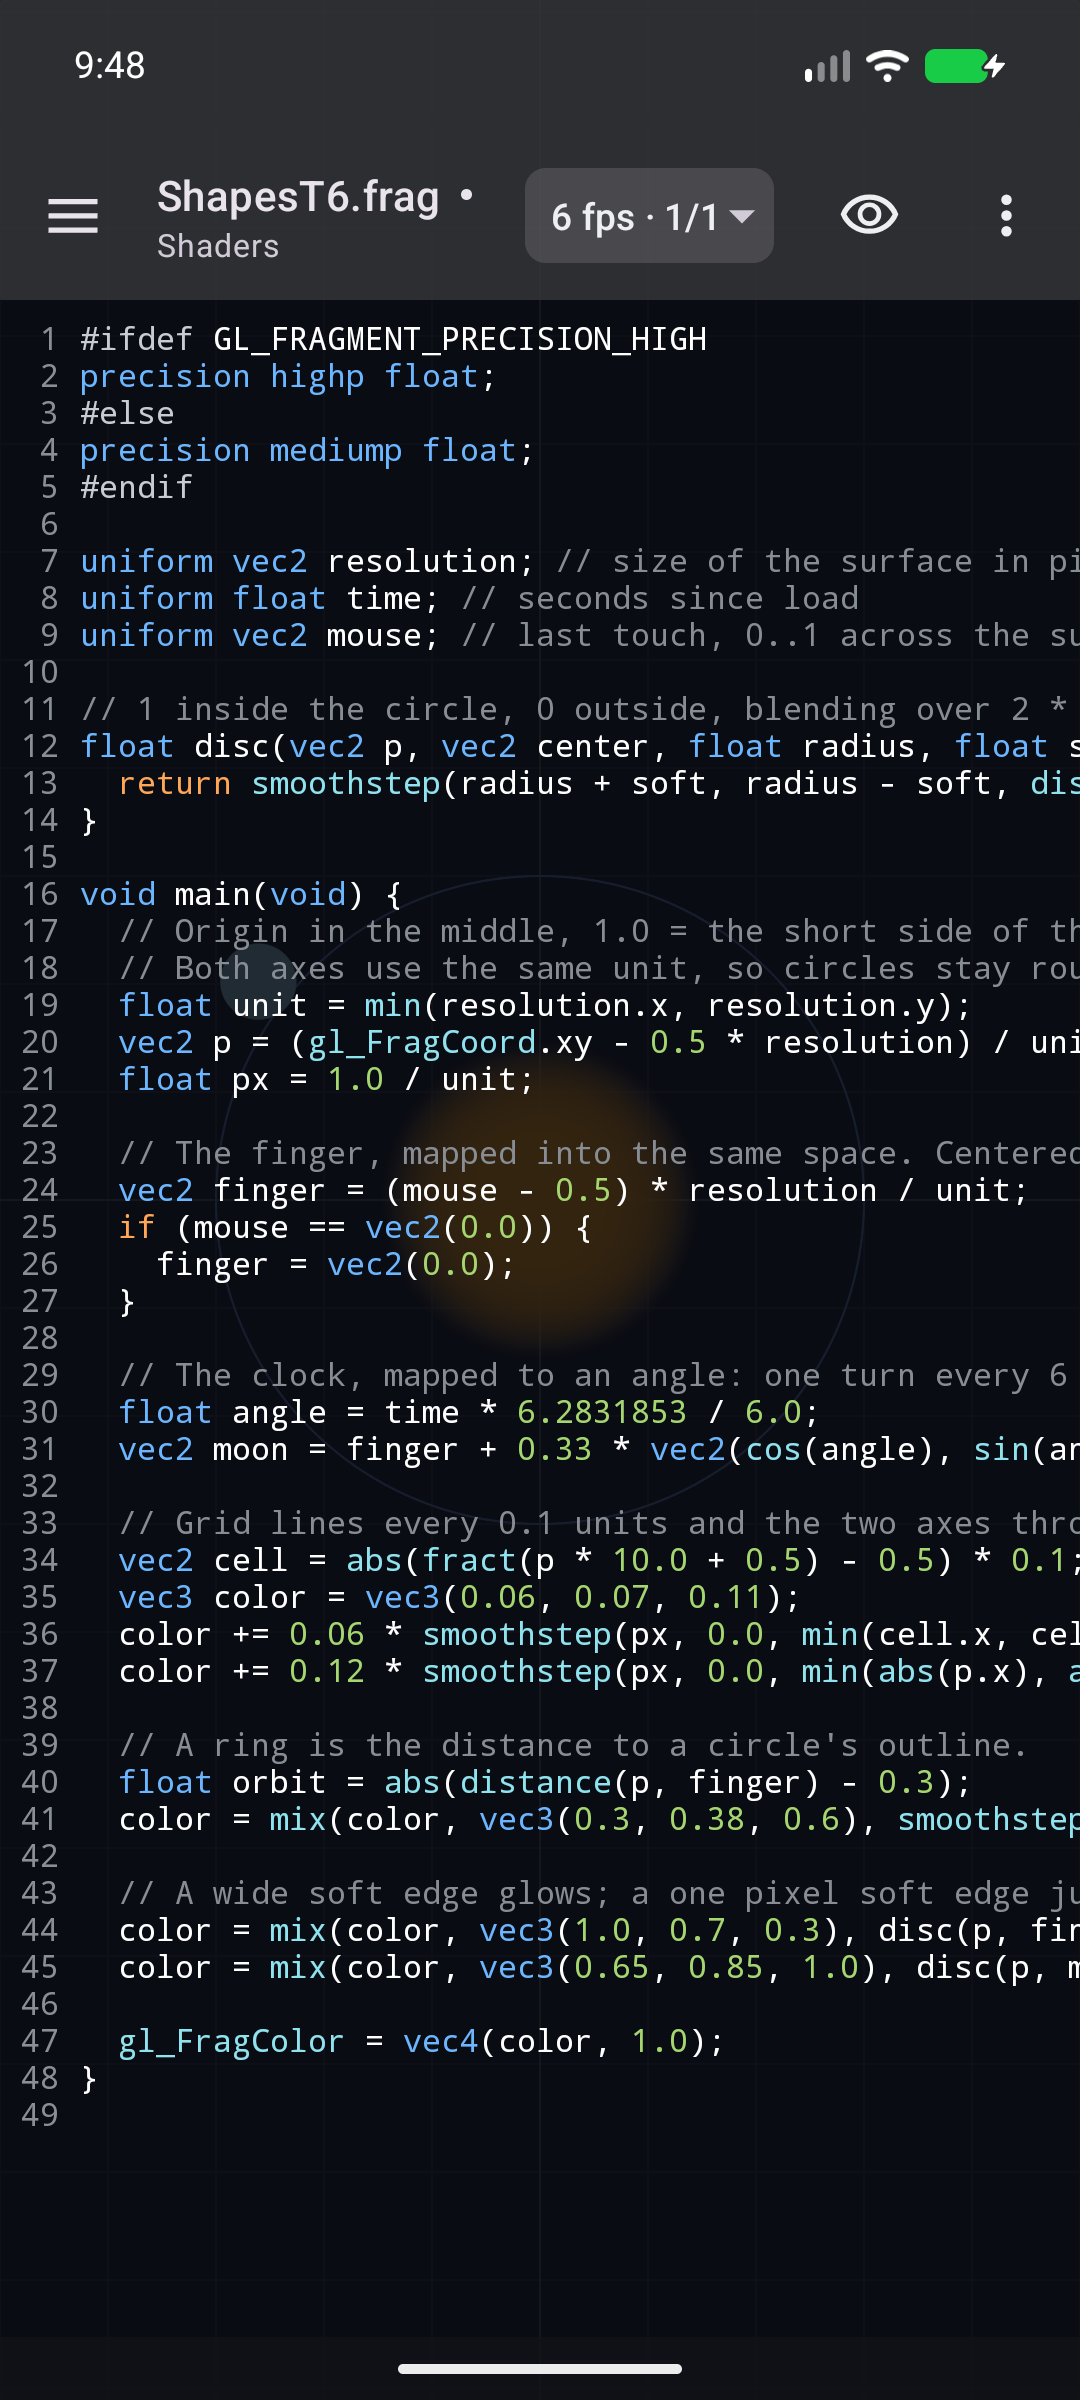 9:48
ShapesT6.frag •
Shaders
6 fps · 1/1
1 #ifdef GL_FRAGMENT_PRECISION_HIGH
2 precision highp float;
3 #else
4 precision mediump float;
5 #endif
6
7 uniform vec2 resolution; // size of the surface in pi
8 uniform float time; // seconds since load
9 uniform vec2 mouse; // last touch, 0..1 across the su
10
11 // 1 inside the circle, 0 outside, blending over 2 *
12 float disc(vec2 p, vec2 center, float radius, float s
13   return smoothstep(radius + soft, radius - soft, dis
14 }
15
16 void main(void) {
17   // Origin in the middle, 1.0 = the short side of th
18   // Both axes use the same unit, so circles stay rou
19   float unit = min(resolution.x, resolution.y);
20   vec2 p = (gl_FragCoord.xy - 0.5 * resolution) / uni
21   float px = 1.0 / unit;
22
23   // The finger, mapped into the same space. Centered
24   vec2 finger = (mouse - 0.5) * resolution / unit;
25   if (mouse == vec2(0.0)) {
26     finger = vec2(0.0);
27   }
28
29   // The clock, mapped to an angle: one turn every 6
30   float angle = time * 6.2831853 / 6.0;
31   vec2 moon = finger + 0.33 * vec2(cos(angle), sin(an
32
33   // Grid lines every 0.1 units and the two axes thro
34   vec2 cell = abs(fract(p * 10.0 + 0.5) - 0.5) * 0.1;
35   vec3 color = vec3(0.06, 0.07, 0.11);
36   color += 0.06 * smoothstep(px, 0.0, min(cell.x, cel
37   color += 0.12 * smoothstep(px, 0.0, min(abs(p.x), a
38
39   // A ring is the distance to a circle's outline.
40   float orbit = abs(distance(p, finger) - 0.3);
41   color = mix(color, vec3(0.3, 0.38, 0.6), smoothstep
42
43   // A wide soft edge glows; a one pixel soft edge ju
44   color = mix(color, vec3(1.0, 0.7, 0.3), disc(p, fin
45   color = mix(color, vec3(0.65, 0.85, 1.0), disc(p, m
46
47   gl_FragColor = vec4(color, 1.0);
48 }
49